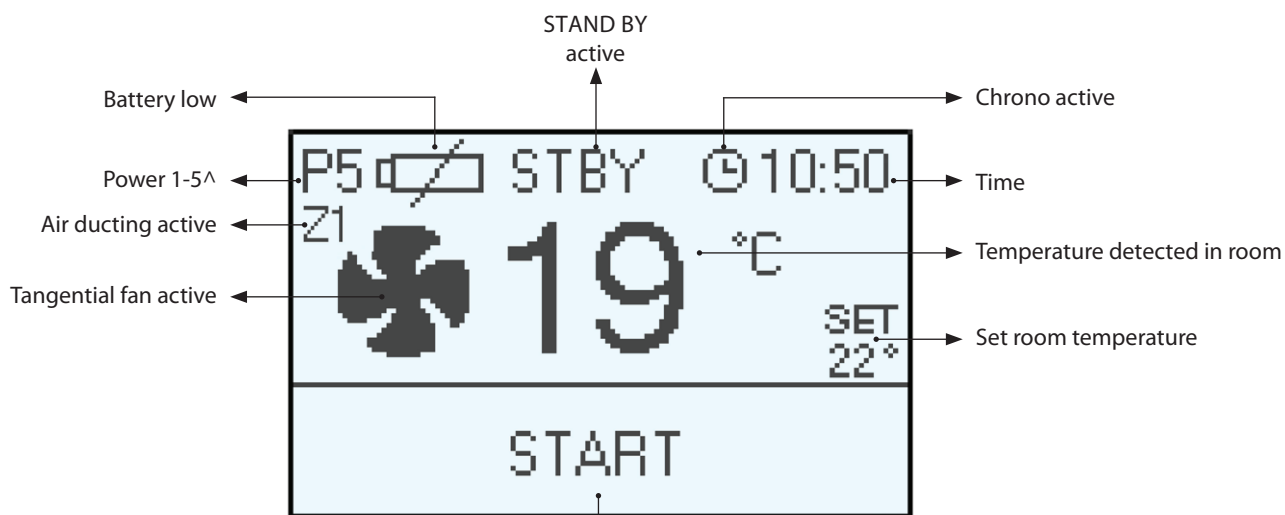 STAND BY
active
Battery low
Chrono active
P5 STBY 10:50
Power 1-5^
Time
Z1
Air ducting active
19 °C
Temperature detected in room
Tangential fan active
SET
22°
Set room temperature
START